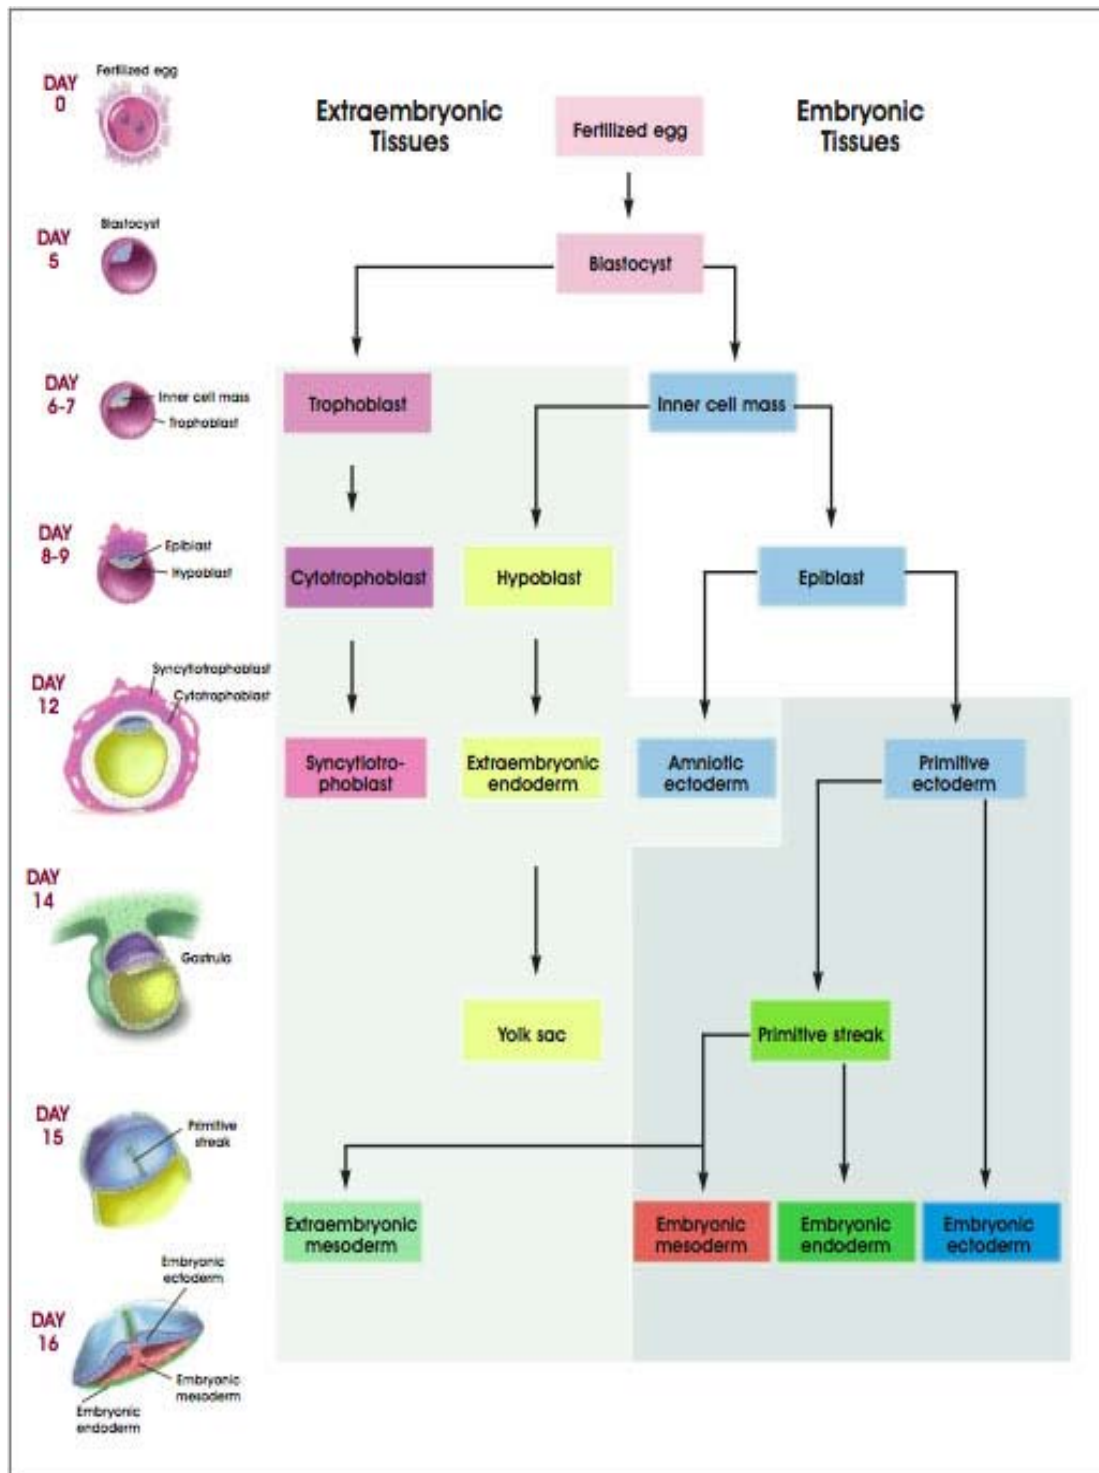 DAY
0
Fertilized egg
Extraembryonic
Tissues
Fertilized egg
Embryonic
Tissues
DAY
5
Blastocyst
Blastocyst
DAY
6-7
Inner cell mass
Trophoblast
Trophoblast
Inner cell mass
DAY
8-9
Epiblast
Hypoblast
Cytotrophoblast
Hypoblast
Epiblast
DAY
12
Syncytiotrophoblast
Cytotrophoblast
Syncytiotro-
phoblast
Extraembryonic
endoderm
Amniotic
ectoderm
Primitive
ectoderm
DAY
14
Gastrula
Yolk sac
Primitive streak
DAY
15
Primitive
streak
Extraembryonic
mesoderm
Embryonic
mesoderm
Embryonic
endoderm
Embryonic
ectoderm
DAY
16
Embryonic
ectoderm
Embryonic
mesoderm
Embryonic
endoderm